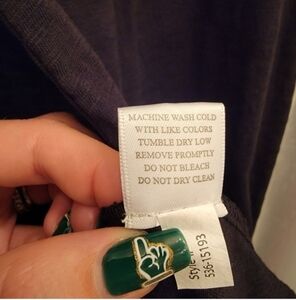 MACHINE WASH COLD
WITH LIKE COLORS
TUMBLE DRY LOW
REMOVE PROMPTLY
DO NOT BLEACH
DO NOT DRY CLEAN
Style #
536-15193